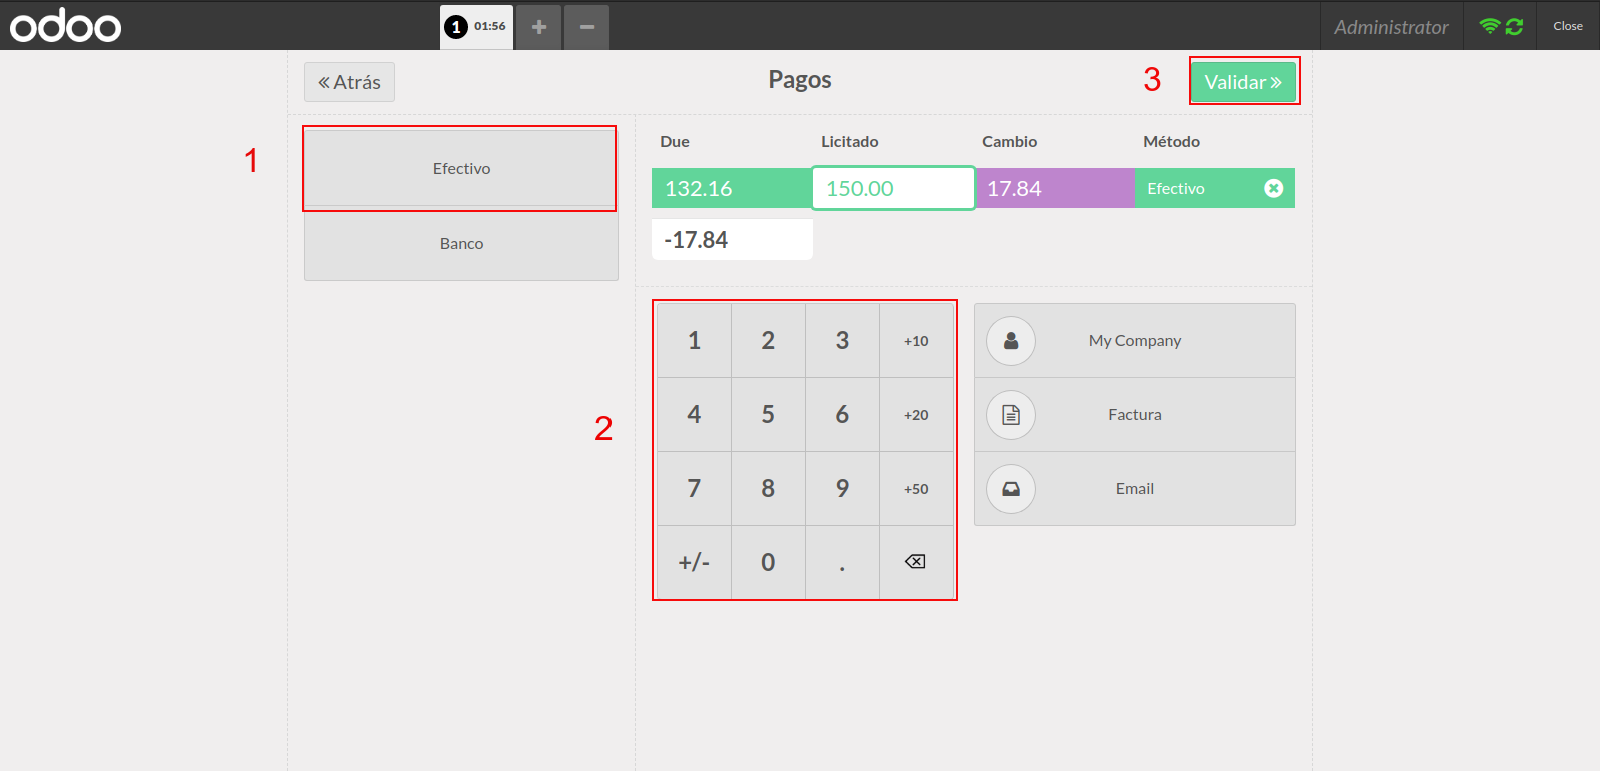 odoo
1 01:56 + −
Administrator
Close
« Atrás
Pagos
3
Validar »
1
Efectivo
Banco
Due Licitado Cambio Método
132.16 150.00 17.84 Efectivo
-17.84
2
1 2 3 +10
4 5 6 +20
7 8 9 +50
+/- 0 .
My Company
Factura
Email